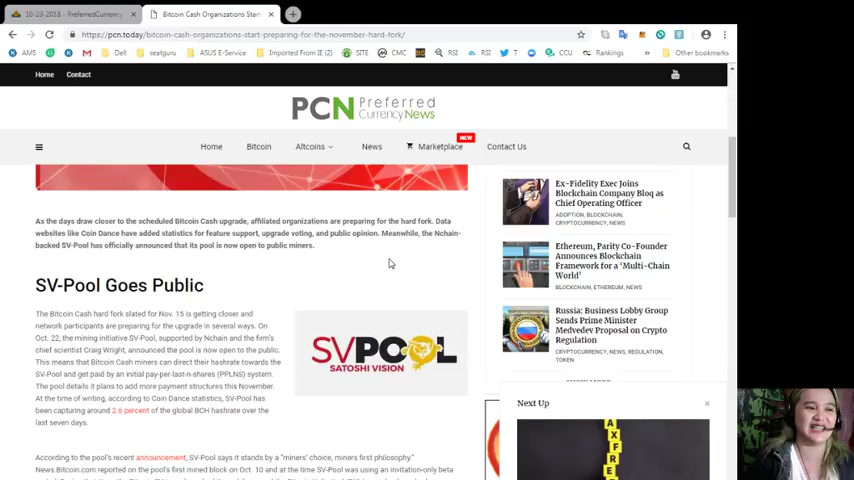 10-23-2018 - PreferredCurrency
Bitcoin Cash Organizations Start
https://pcn.today/bitcoin-cash-organizations-start-preparing-for-the-november-hard-fork/
AMS
Dell
seatguru
ASUS E-Service
Imported From IE (2)
SITE
CMC
RSI
RSI
T
CCU
Rankings
»
Other bookmarks
Home
Contact
PCN Preferred
Currency News
Home
Bitcoin
Altcoins
News
Marketplace
NEW
Contact Us
As the days draw closer to the scheduled Bitcoin Cash upgrade, affiliated organizations are preparing for the hard fork. Data
websites like Coin Dance have added statistics for feature support, upgrade voting, and public opinion. Meanwhile, the Nchain-
backed SV-Pool has officially announced that its pool is now open to public miners.
SV-Pool Goes Public
The Bitcoin Cash hard fork slated for Nov. 15 is getting closer and
network participants are preparing for the upgrade in several ways. On
Oct. 22, the mining initiative SV-Pool, supported by Nchain and the firm's
chief scientist Craig Wright, announced the pool is now open to the public.
This means that Bitcoin Cash miners can direct their hashrate towards the
SV-Pool and get paid by an initial pay-per-last-n-shares (PPLNS) system.
The pool details it plans to add more payment structures this November.
At the time of writing, according to Coin Dance statistics, SV-Pool has
been capturing around 2.6 percent of the global BCH hashrate over the
last seven days.
SVPOOL
SATOSHI VISION
According to the pool's recent announcement, SV-Pool says it stands by a "miners' choice, miners first philosophy."
News.Bitcoin.com reported on the pool's first mined block on Oct. 10 and at the time SV-Pool was using an invitation-only beta
Ex-Fidelity Exec Joins
Blockchain Company Bloq as
Chief Operating Officer
ADOPTION, BLOCKCHAIN,
CRYPTOCURRENCY, NEWS
Ethereum, Parity Co-Founder
Announces Blockchain
Framework for a 'Multi-Chain
World'
BLOCKCHAIN, ETHEREUM, NEWS
Russia: Business Lobby Group
Sends Prime Minister
Medvedev Proposal on Crypto
Regulation
CRYPTOCURRENCY, NEWS, REGULATION,
TOKEN
Next Up
×
AXFRE